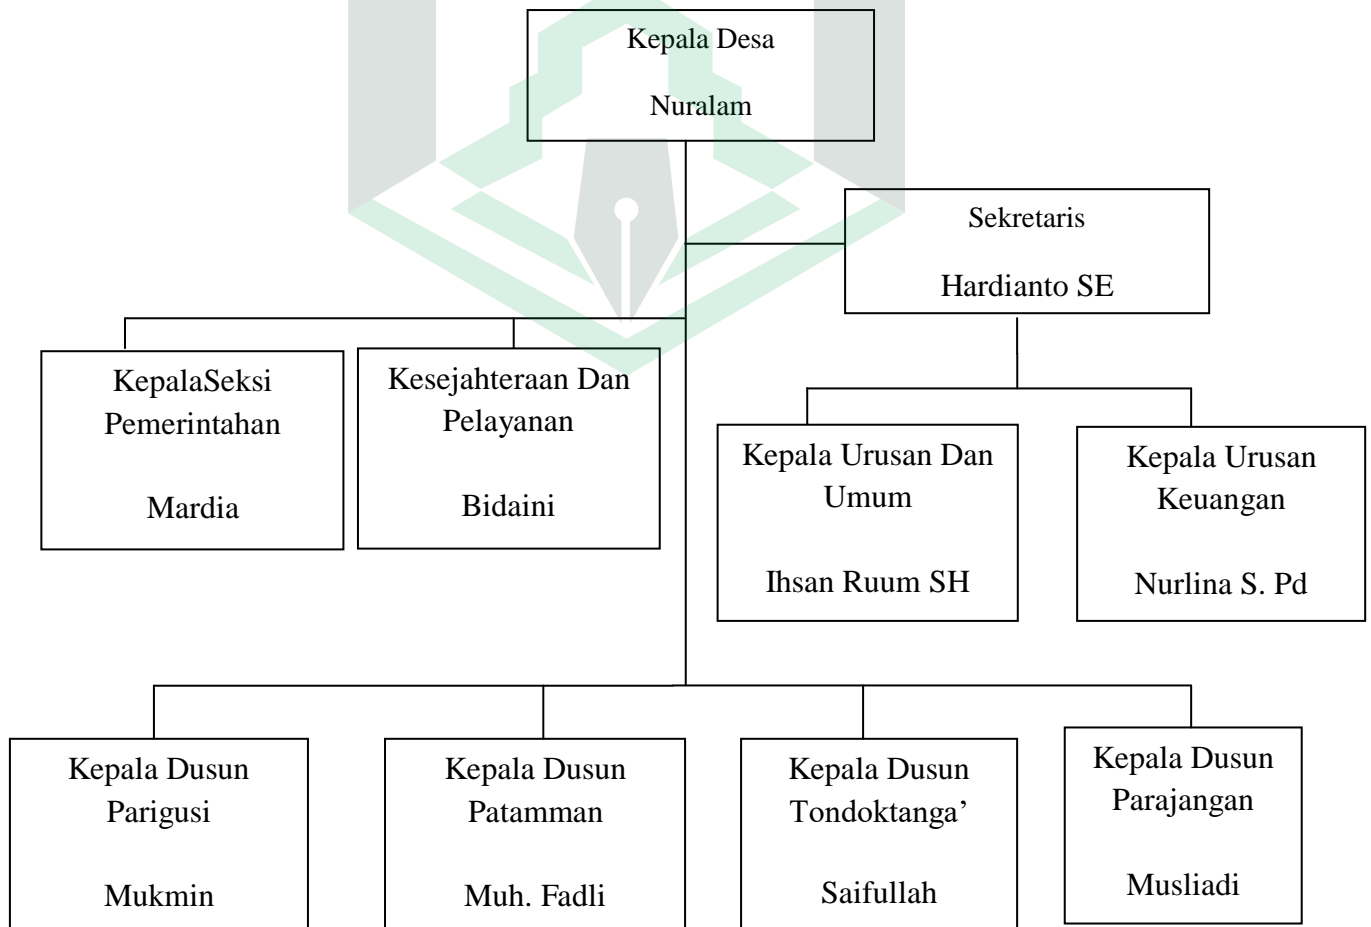 Kepala Desa
Nuralam
Sekretaris
Hardianto SE
KepalaSeksi
Pemerintahan
Mardia
Kesejahteraan Dan
Pelayanan
Bidaini
Kepala Urusan Dan
Umum
Ihsan Ruum SH
Kepala Urusan
Keuangan
Nurlina S. Pd
Kepala Dusun
Parigusi
Mukmin
Kepala Dusun
Patamman
Muh. Fadli
Kepala Dusun
Tondoktanga’
Saifullah
Kepala Dusun
Parajangan
Musliadi